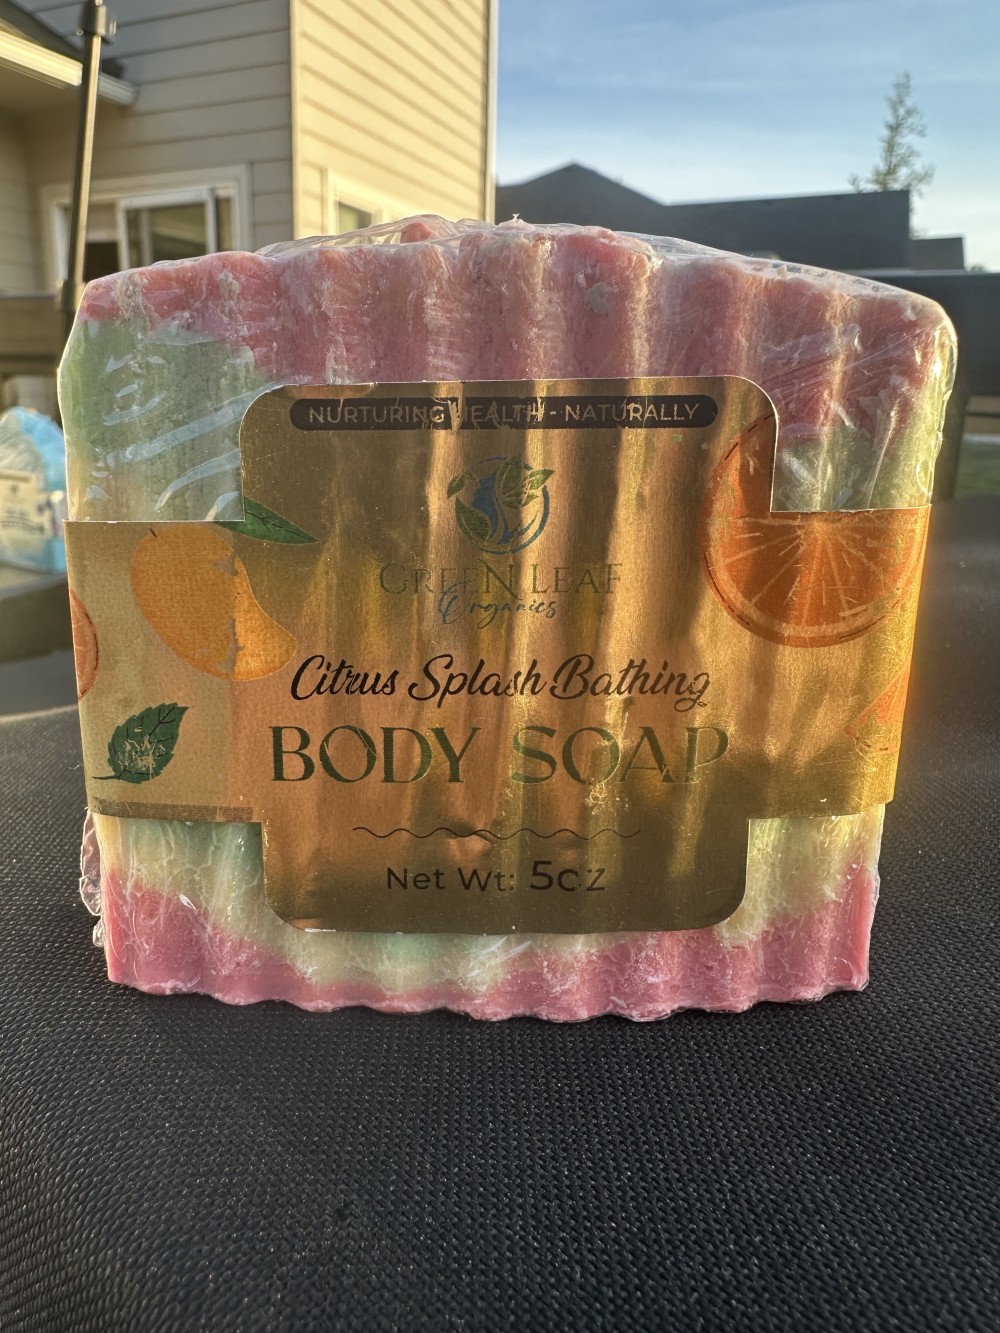 NURTURING HEALTH - NATURALLY
GREEN LEAF
Organics
Citrus Splash Bathing
BODY SOAP
Net Wt: 5oz